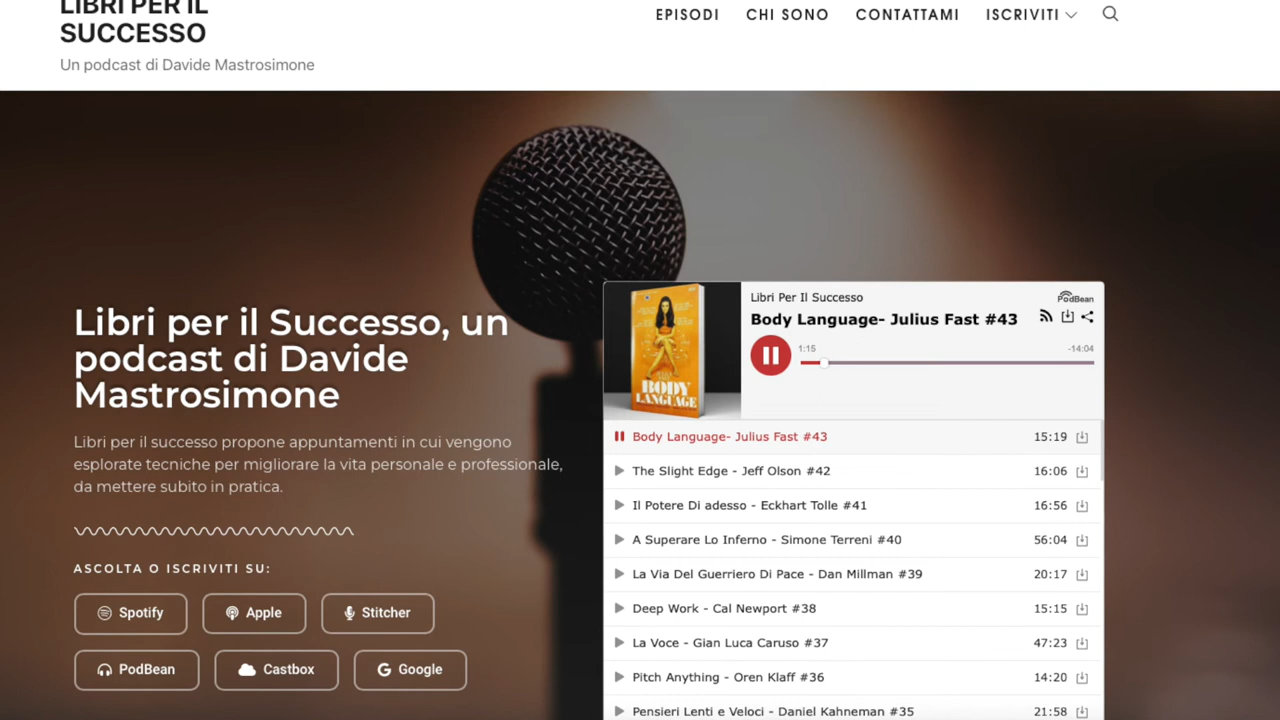 LIBRI PER IL
SUCCESSO
Un podcast di Davide Mastrosimone
EPISODI
CHI SONO
CONTATTAMI
ISCRIVITI
Libri per il Successo, un
podcast di Davide
Mastrosimone
Libri per il successo propone appuntamenti in cui vengono
esplorate tecniche per migliorare la vita personale e professionale,
da mettere subito in pratica.
ASCOLTA O ISCRIVITI SU:
Spotify
Apple
Stitcher
PodBean
Castbox
Google
BODY
LANGUAGE
Libri Per Il Successo
PodBean
Body Language- Julius Fast #43
1:15
-14:04
Body Language- Julius Fast #43 15:19
The Slight Edge - Jeff Olson #42 16:06
Il Potere Di adesso - Eckhart Tolle #41 16:56
A Superare Lo Inferno - Simone Terreni #40 56:04
La Via Del Guerriero Di Pace - Dan Millman #39 20:17
Deep Work - Cal Newport #38 15:15
La Voce - Gian Luca Caruso #37 47:23
Pitch Anything - Oren Klaff #36 14:20
Pensieri Lenti e Veloci - Daniel Kahneman #35 21:58